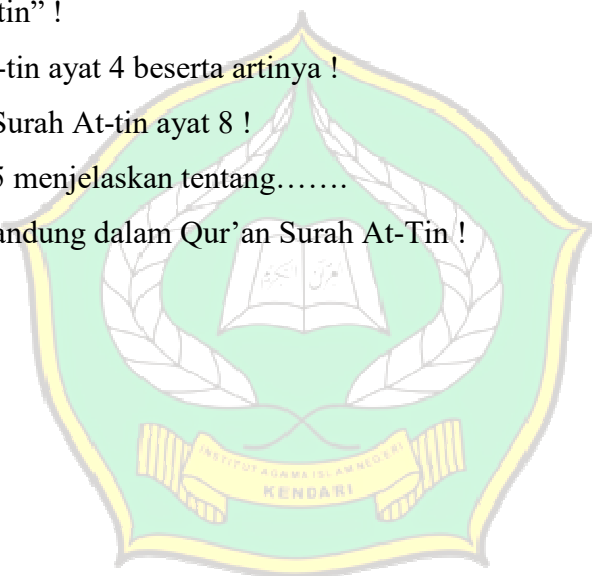 tin” !
-tin ayat 4 beserta artinya !
Surah At-tin ayat 8 !
5 menjelaskan tentang…….
andung dalam Qur’an Surah At-Tin !
INSTITUT AGAMA ISLAM NEGERI
KENDARI